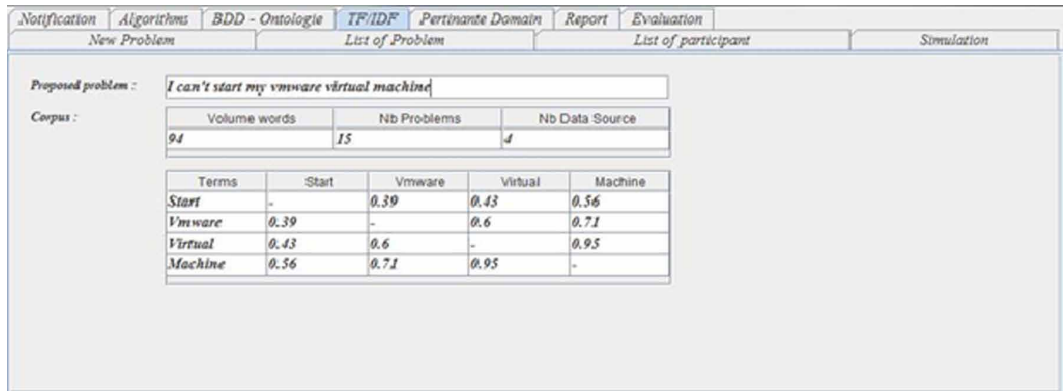 Notification Algorithms BDD - Ontologie TF/IDF Pertinante Domain Report Evaluation
New Problem List of Problem List of participant Simulation
Proposed problem : I can't start my vmware virtual machine
Corpus : Volume words Nb Problems Nb Data Source
94 15 4
Terms Start Vmware Virtual Machine
Start - 0.39 0.43 0.56
Vmware 0.39 - 0.6 0.71
Virtual 0.43 0.6 - 0.95
Machine 0.56 0.71 0.95 -